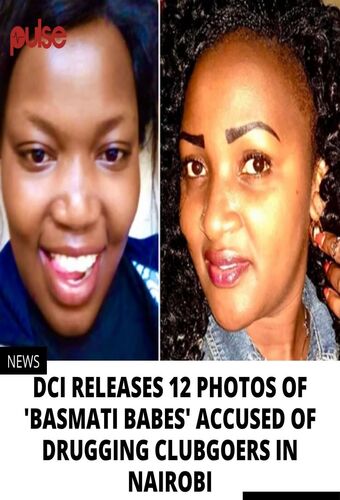 pulse
NEWS
DCI RELEASES 12 PHOTOS OF
'BASMATI BABES' ACCUSED OF
DRUGGING CLUBGOERS IN
NAIROBI